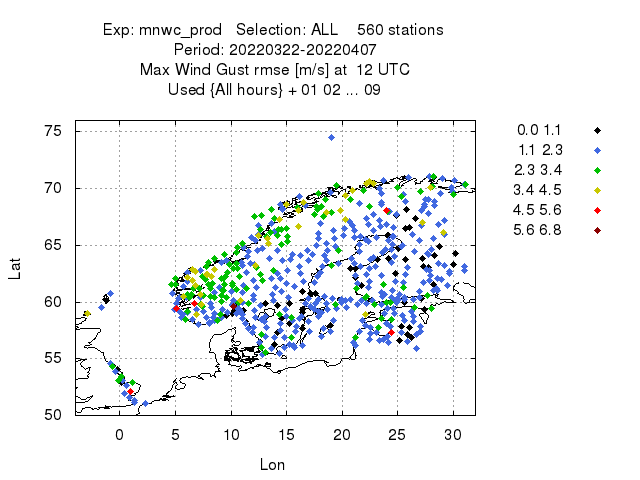 Exp: mnwc_prod   Selection: ALL    560 stations
Period: 20220322-20220407
Max Wind Gust rmse [m/s] at  12 UTC
Used {All hours} + 01 02 ... 09
0.0 1.1
1.1  2.3
2.3 3.4
3.4 4.5
4.5 5.6
5.6 6.8
75
70
65
60
55
50
Lat
0 5 10 15 20 25 30
Lon